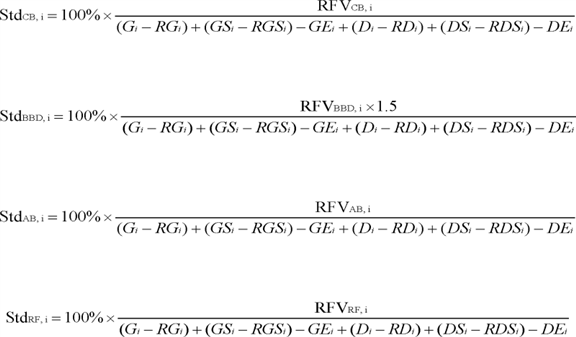 Std_CB, i = 100% × RFV_CB, i / ((G_i − RG_i) + (GS_i − RGS_i) − GE_i + (D_i − RD_i) + (DS_i − RDS_i) − DE_i)
Std_BBD, i = 100% × RFV_BBD, i × 1.5 / ((G_i − RG_i) + (GS_i − RGS_i) − GE_i + (D_i − RD_i) + (DS_i − RDS_i) − DE_i)
Std_AB, i = 100% × RFV_AB, i / ((G_i − RG_i) + (GS_i − RGS_i) − GE_i + (D_i − RD_i) + (DS_i − RDS_i) − DE_i)
Std_RF, i = 100% × RFV_RF, i / ((G_i − RG_i) + (GS_i − RGS_i) − GE_i + (D_i − RD_i) + (DS_i − RDS_i) − DE_i)